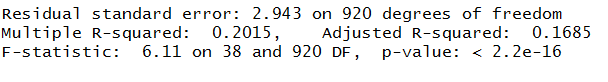 Residual standard error: 2.943 on 920 degrees of freedom
Multiple R-squared:  0.2015,    Adjusted R-squared:  0.1685
F-statistic:  6.11 on 38 and 920 DF,  p-value: < 2.2e-16